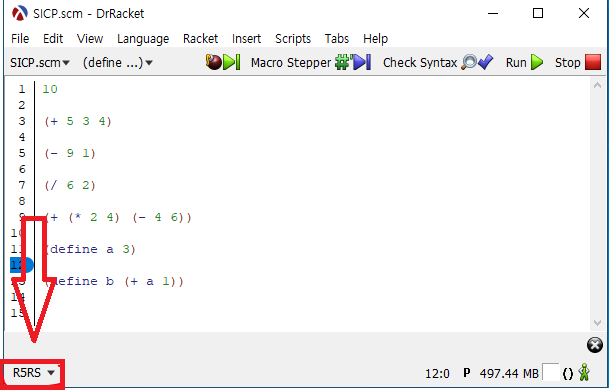 SICP.scm - DrRacket
File Edit View Language Racket Insert Scripts Tabs Help
SICP.scm (define ...) Macro Stepper Check Syntax Run Stop
1 10
2
3 (+ 5 3 4)
4
5 (- 9 1)
6
7 (/ 6 2)
8
9 (+ (* 2 4) (- 4 6))
10
11 (define a 3)
12
13 (define b (+ a 1))
14
15
R5RS 12:0 P 497.44 MB ()